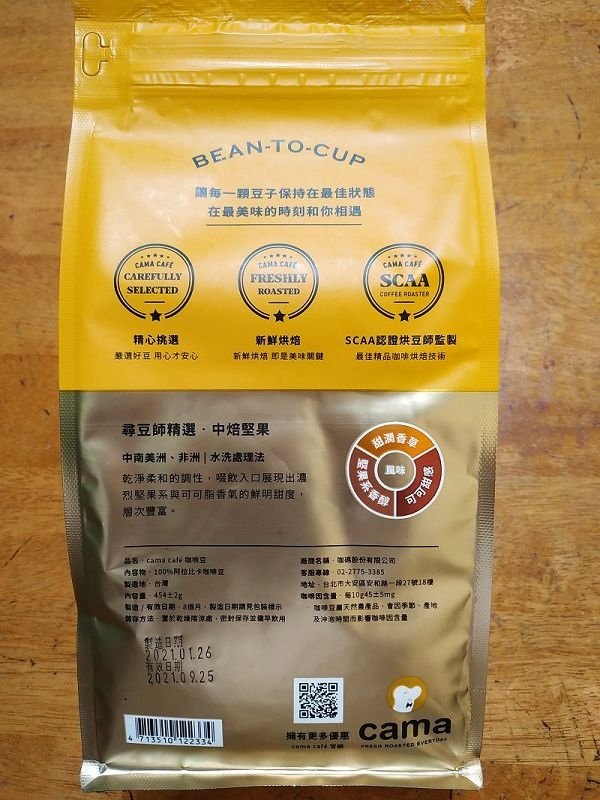 BEAN-TO-CUP
讓每一顆豆子保持在最佳狀態
在最美味的時刻和你相遇
CAMA CAFÉ
CAREFULLY
SELECTED
CAMA CAFÉ
FRESHLY
ROASTED
CAMA CAFÉ
SCAA
COFFEE ROASTER
精心挑選
嚴選好豆 用心才安心
新鮮烘焙
新鮮烘焙 即是美味關鍵
SCAA認證烘豆師監製
最佳精品咖啡烘焙技術
尋豆師精選．中焙堅果
中南美洲、非洲 | 水洗處理法
乾淨柔和的調性，啜飲入口展現出濃
烈堅果系與可可脂香氣的鮮明甜度，
層次豐富。
甜潤香草
堅果系香醇
可可甜感
風味
品名．cama café 咖啡豆
內容物．100%阿拉比卡咖啡豆
製造地．台灣
內容量．454±2g
製造 / 有效日期．8個月，製造日期請見包裝標示
儲存方法．置於乾燥陰涼處，密封保存並儘早飲用
廠商名稱．咖碼股份有限公司
客服專線．02-2775-3385
地址．台北市大安區安和路一段27號18樓
咖啡因含量．每10g45±5mg
咖啡豆屬天然農產品，會因季節、產地
及沖泡時間而影響咖啡因含量
製造日期
2021.01.26
有效日期
2021.09.25
4 713510 122334
擁有更多優惠
cama café 官網
cama
FRESH ROASTED EVERYDAY